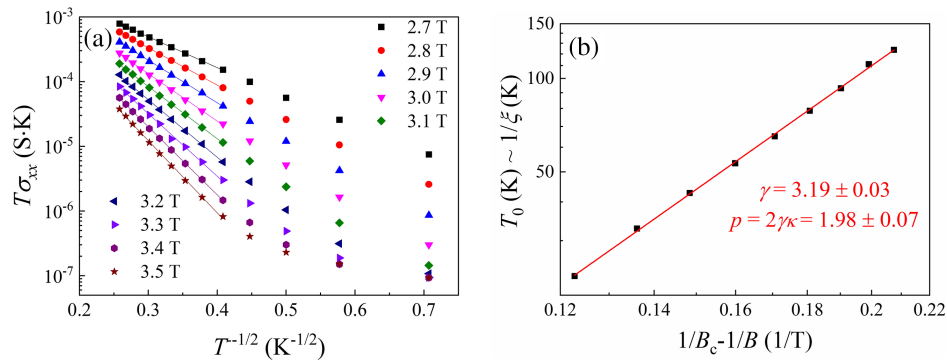 (a)
2.7 T
2.8 T
2.9 T
3.0 T
3.1 T
3.2 T
3.3 T
3.4 T
3.5 T
10⁻³
10⁻⁴
10⁻⁵
10⁻⁶
10⁻⁷
Tσxx (S·K)
0.2 0.3 0.4 0.5 0.6 0.7
T⁻¹/² (K⁻¹/²)
(b)
100
50
T₀ (K) ~ 1/ξ (K)
γ = 3.19 ± 0.03
p = 2γκ = 1.98 ± 0.07
0.12 0.14 0.16 0.18 0.2 0.22
1/Bc-1/B (1/T)